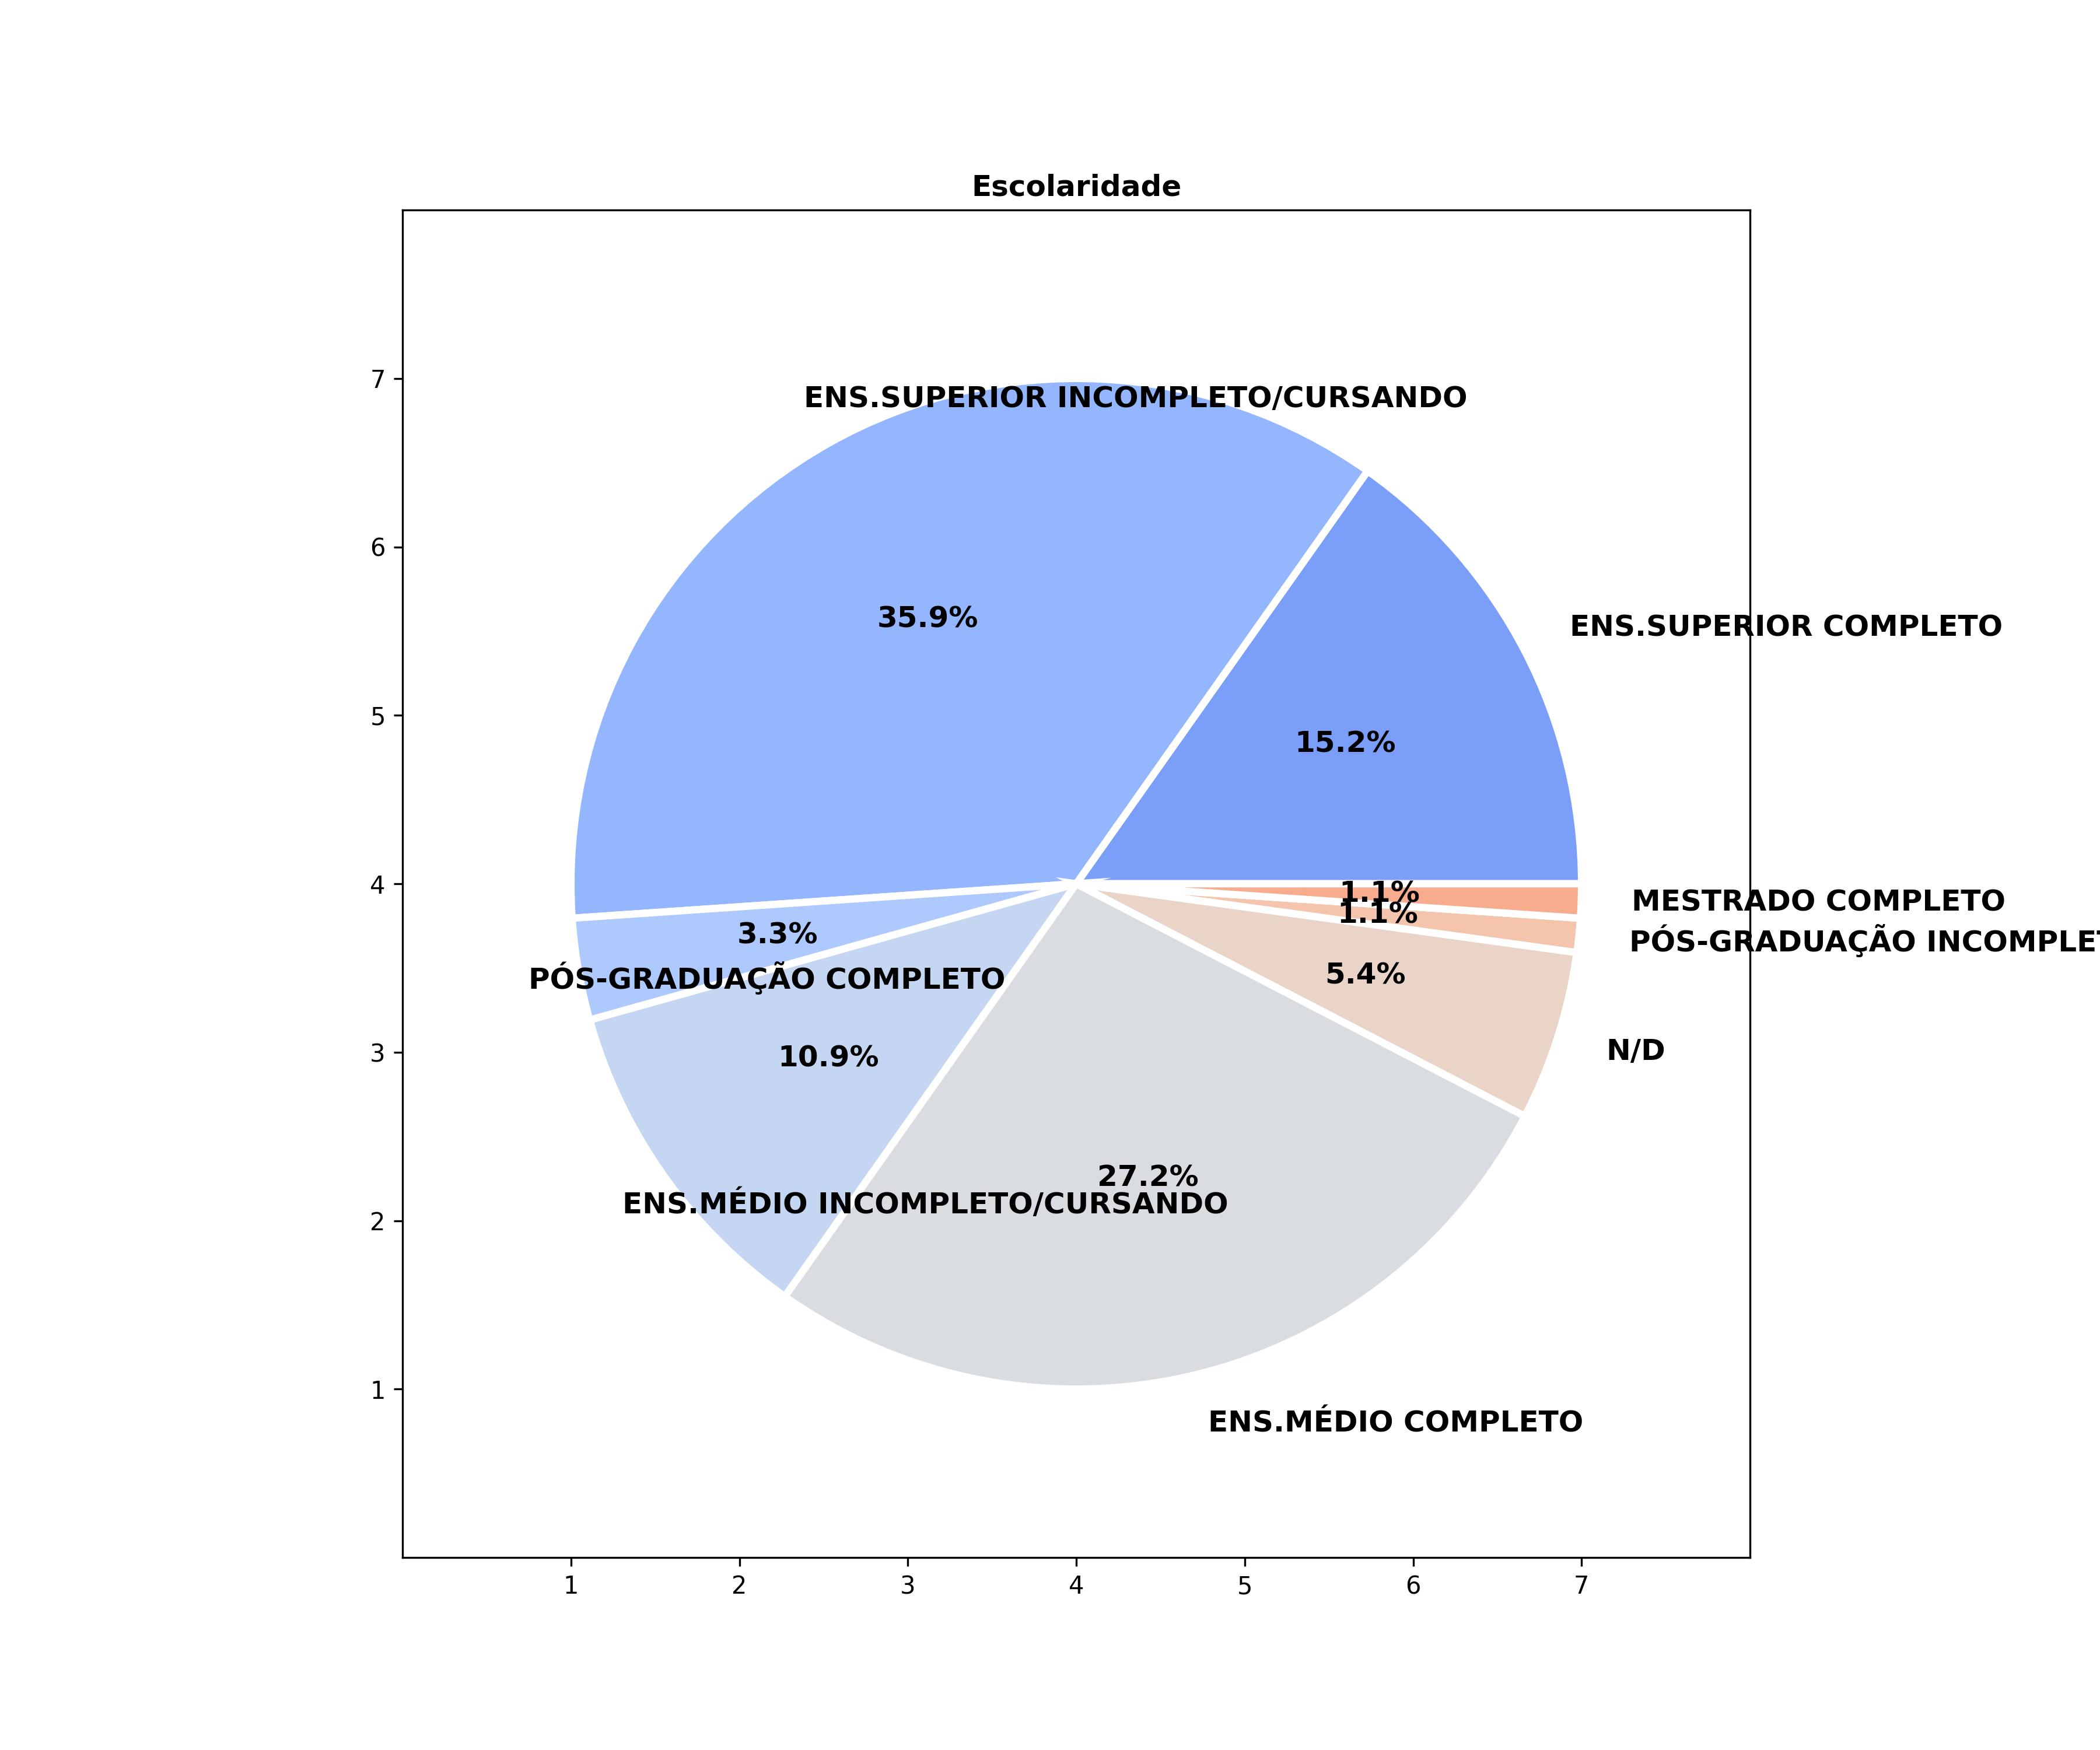 Escolaridade
7
ENS.SUPERIOR INCOMPLETO/CURSANDO
6
35.9%
ENS.SUPERIOR COMPLETO
5
15.2%
4
1.1%
MESTRADO COMPLETO
1.1%
3.3%
PÓS-GRADUAÇÃO
5.4%
PÓS-GRADUAÇÃO COMPLETO
3
10.9%
N/D
27.2%
2
ENS.MÉDIO INCOMPLETO/CURSANDO
1
ENS.MÉDIO COMPLETO
1 2 3 4 5 6 7